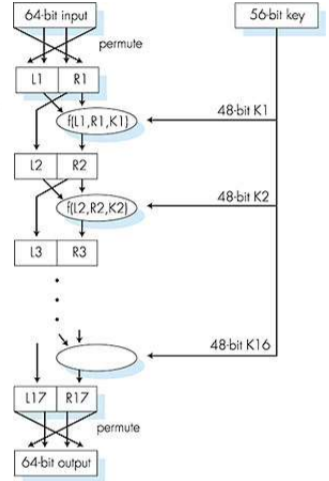 64-bit input
56-bit key
permute
L1 R1
48-bit K1
f(L1,R1,K1)
L2 R2
48-bit K2
f(L2,R2,K2)
L3 R3
48-bit K16
L17 R17
permute
64-bit output